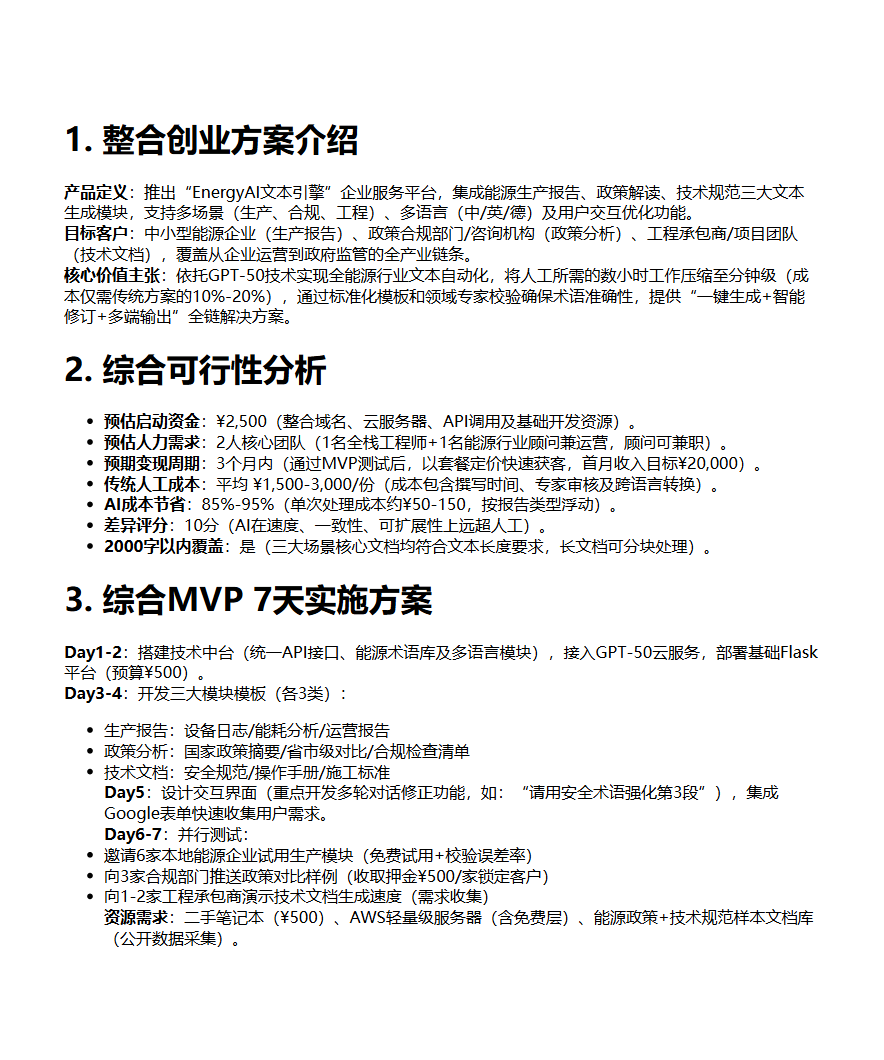 1. 整合创业方案介绍
产品定义：推出“EnergyAI文本引擎”企业服务平台，集成能源生产报告、政策解读、技术规范三大文本
生成模块，支持多场景（生产、合规、工程）、多语言（中/英/德）及用户交互优化功能。
目标客户：中小型能源企业（生产报告）、政策合规部门/咨询机构（政策分析）、工程承包商/项目团队
（技术文档），覆盖从企业运营到政府监管的全产业链条。
核心价值主张：依托GPT-50技术实现全能源行业文本自动化，将人工所需的数小时工作压缩至分钟级（成
本仅需传统方案的10%-20%），通过标准化模板和领域专家校验确保术语准确性，提供“一键生成+智能
修订+多端输出”全链解决方案。
2. 综合可行性分析
• 预估启动资金：¥2,500（整合域名、云服务器、API调用及基础开发资源）。
• 预估人力需求：2人核心团队（1名全栈工程师+1名能源行业顾问兼运营，顾问可兼职）。
• 预期变现周期：3个月内（通过MVP测试后，以套餐定价快速获客，首月收入目标¥20,000）。
• 传统人工成本：平均 ¥1,500-3,000/份（成本包含撰写时间、专家审核及跨语言转换）。
• AI成本节省：85%-95%（单次处理成本约¥50-150，按报告类型浮动）。
• 差异评分：10分（AI在速度、一致性、可扩展性上远超人工）。
• 2000字以内覆盖：是（三大场景核心文档均符合文本长度要求，长文档可分块处理）。
3. 综合MVP 7天实施方案
Day1-2：搭建技术中台（统一API接口、能源术语库及多语言模块），接入GPT-50云服务，部署基础Flask
平台（预算¥500）。
Day3-4：开发三大模块模板（各3类）：
• 生产报告：设备日志/能耗分析/运营报告
• 政策分析：国家政策摘要/省市级对比/合规检查清单
• 技术文档：安全规范/操作手册/施工标准
Day5：设计交互界面（重点开发多轮对话修正功能，如：“请用安全术语强化第3段”），集成
Google表单快速收集用户需求。
Day6-7：并行测试：
• 邀请6家本地能源企业试用生产模块（免费试用+校验误差率）
• 向3家合规部门推送政策对比样例（收取押金¥500/家锁定客户）
• 向1-2家工程承包商演示技术文档生成速度（需求收集）
资源需求：二手笔记本（¥500）、AWS轻量级服务器（含免费层）、能源政策+技术规范样本文档库
（公开数据采集）。